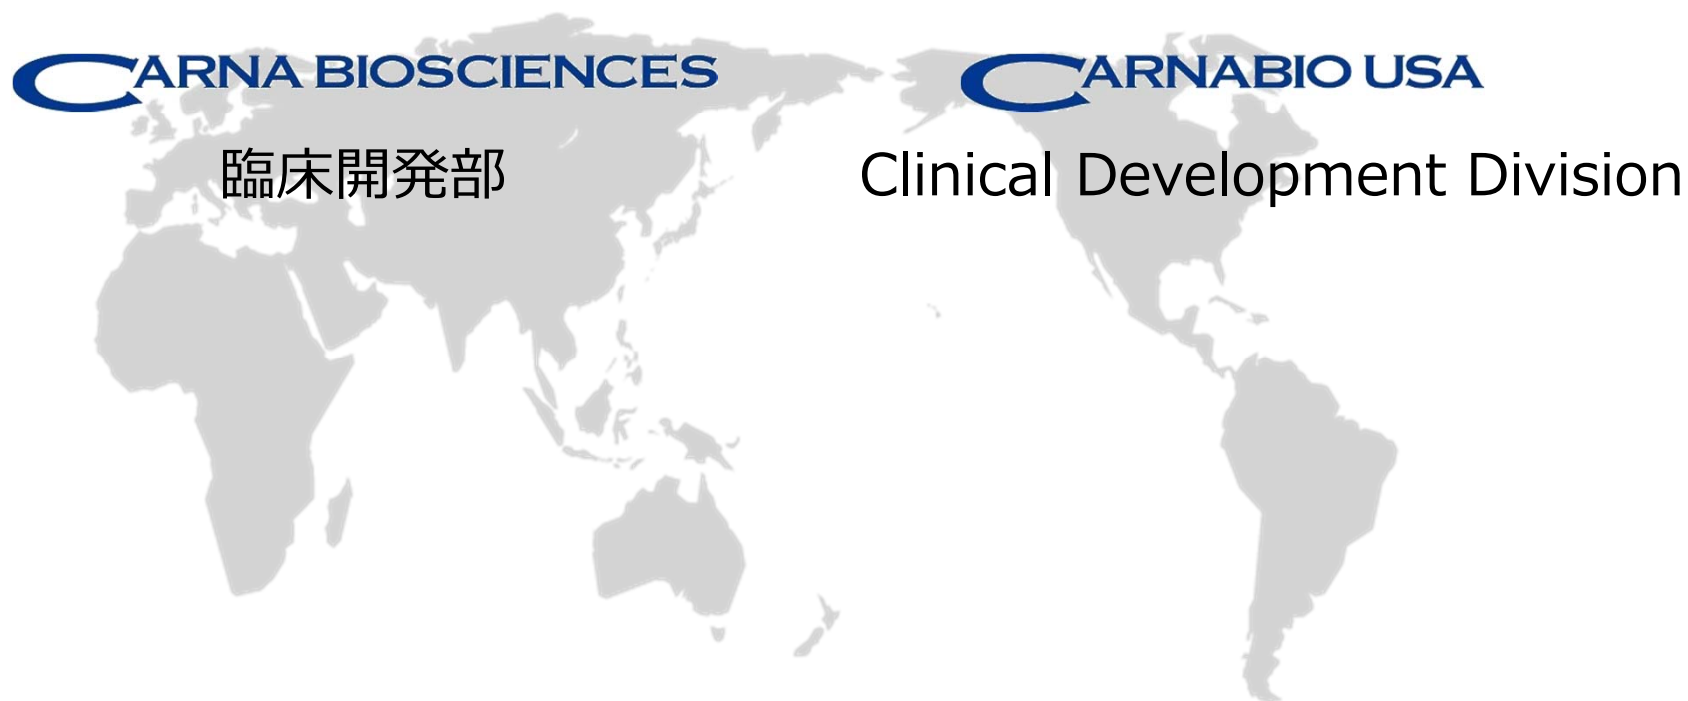 CARNA BIOSCIENCES
CARNABIO USA
臨床開発部
Clinical Development Division